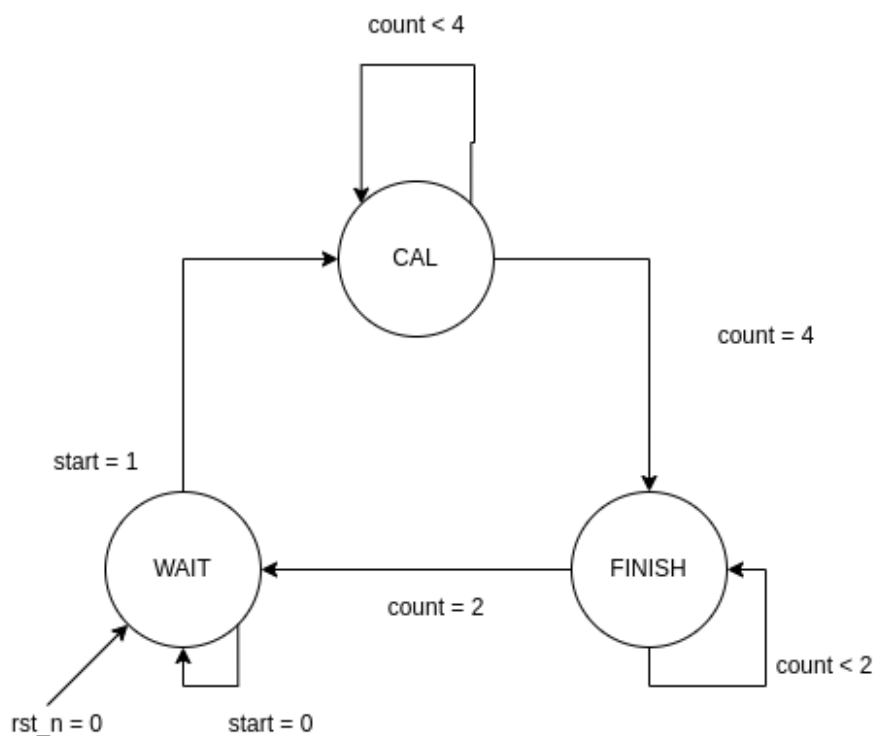 count < 4
CAL
count = 4
start = 1
WAIT
FINISH
count = 2
count < 2
rst_n = 0
start = 0